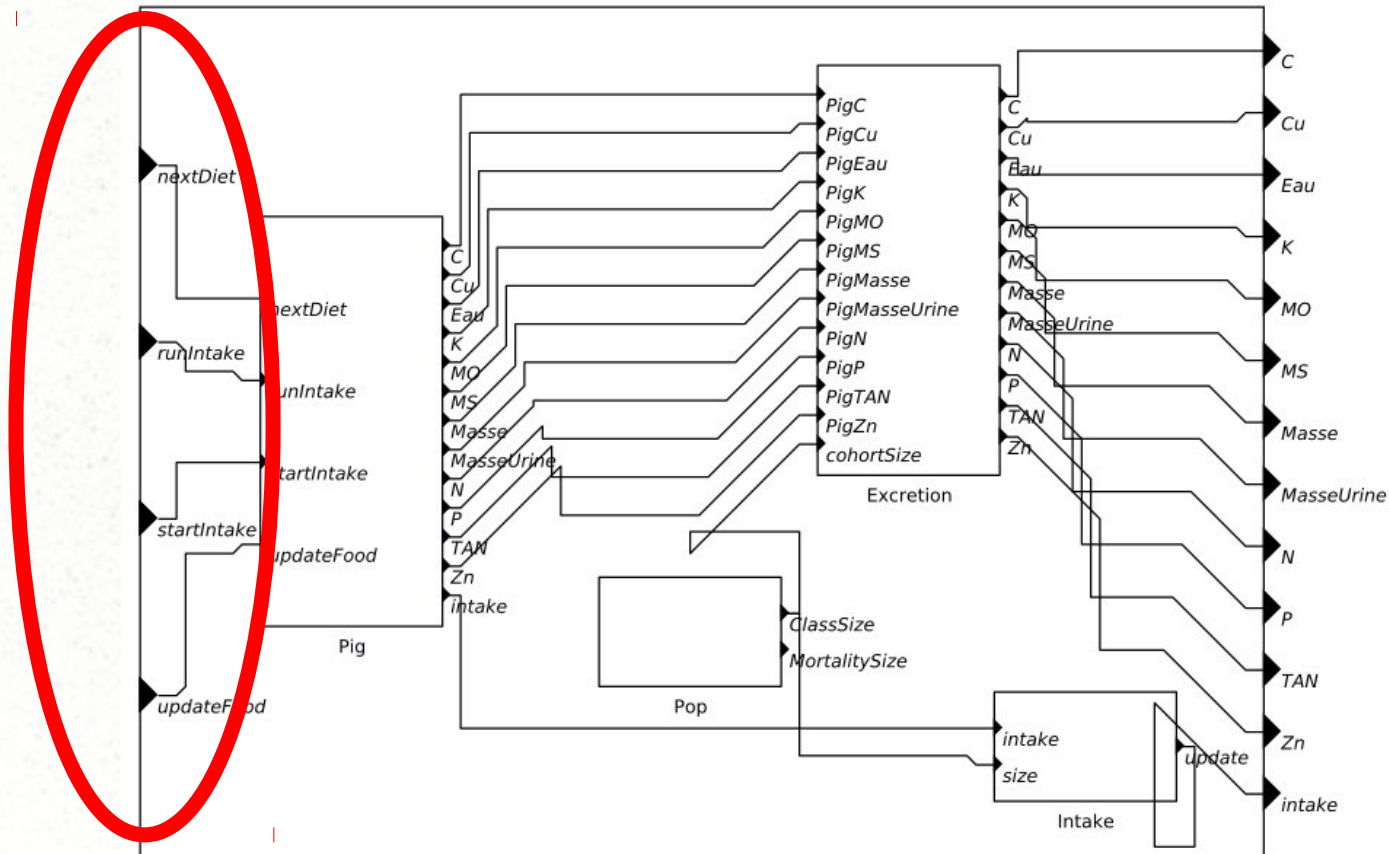 nextDiet
runIntake
startIntake
updateFood
nextDiet
runIntake
startIntake
updateFood
Pig
C
Cu
Eau
K
MO
MS
Masse
MasseUrine
N
P
TAN
Zn
intake
PigC
PigCu
PigEau
PigK
PigMO
PigMS
PigMasse
PigMasseUrine
PigN
PigP
PigTAN
PigZn
cohortSize
Excretion
C
Cu
Eau
K
MO
MS
Masse
MasseUrine
N
P
TAN
Zn
ClassSize
MortalitySize
Pop
intake
size
update
Intake
C
Cu
Eau
K
MO
MS
Masse
MasseUrine
N
P
TAN
Zn
intake